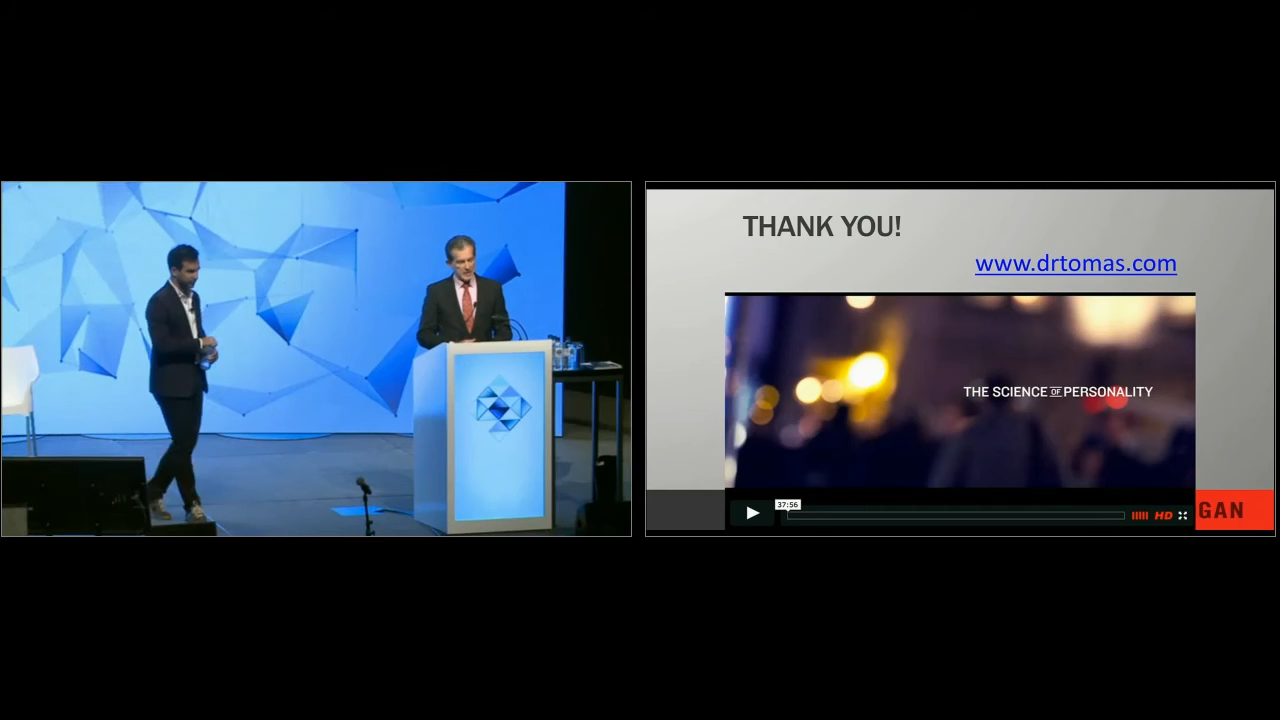 THANK YOU!
www.drtomas.com
THE SCIENCE OF PERSONALITY
37:56
HD
GAN